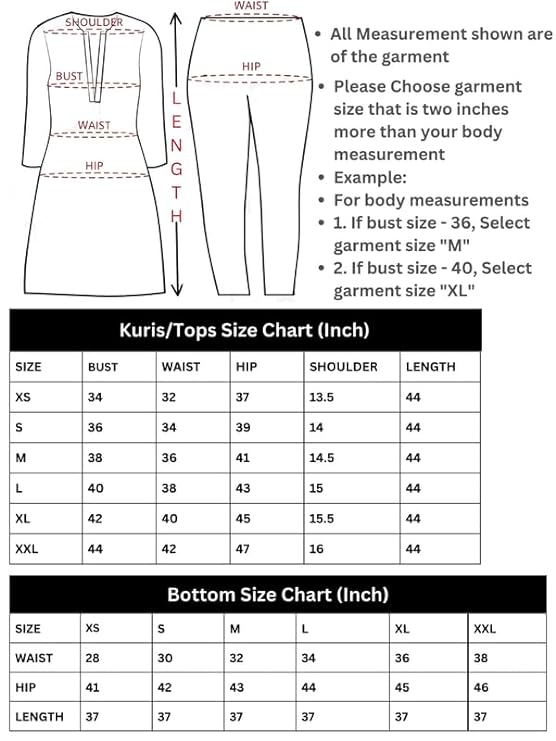 SHOULDER
BUST
WAIST
HIP
LENGTH
WAIST
HIP
• All Measurement shown are
of the garment
• Please Choose garment
size that is two inches
more than your body
measurement
• Example:
• For body measurements
• 1. If bust size - 36, Select
garment size "M"
• 2. If bust size - 40, Select
garment size "XL"
Kuris/Tops Size Chart (Inch)
SIZE BUST WAIST HIP SHOULDER LENGTH
XS 34 32 37 13.5 44
S 36 34 39 14 44
M 38 36 41 14.5 44
L 40 38 43 15 44
XL 42 40 45 15.5 44
XXL 44 42 47 16 44
Bottom Size Chart (Inch)
SIZE XS S M L XL XXL
WAIST 28 30 32 34 36 38
HIP 41 42 43 44 45 46
LENGTH 37 37 37 37 37 37